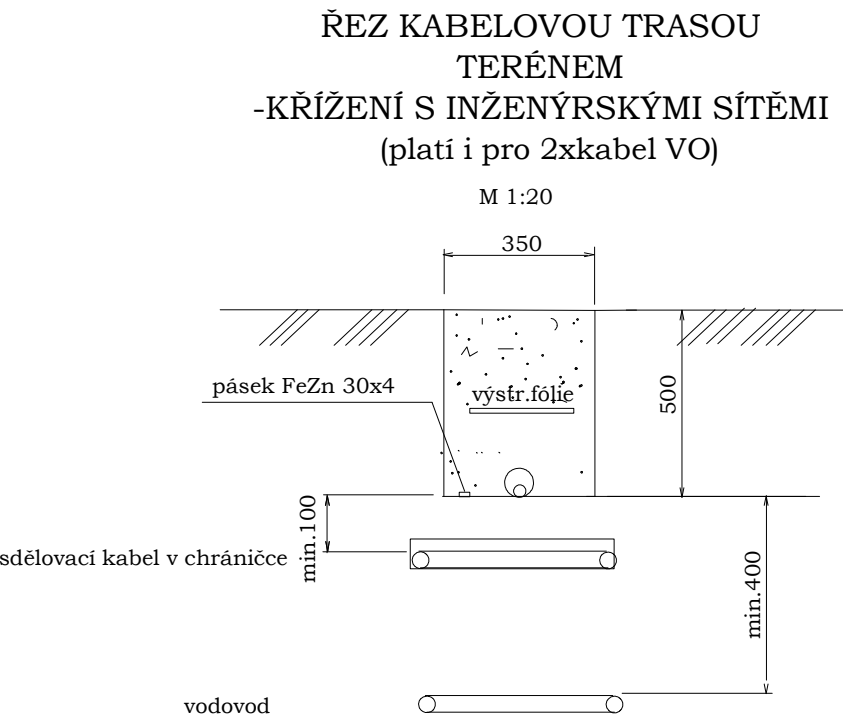 ŘEZ KABELOVOU TRASOU
TERÉNEM
-KŘÍŽENÍ S INŽENÝRSKÝMI SÍTĚMI
(platí i pro 2xkabel VO)
M 1:20
350
pásek FeZn 30x4
výstr.fólie
500
min.100
sdělovací kabel v chráničce
min.400
vodovod